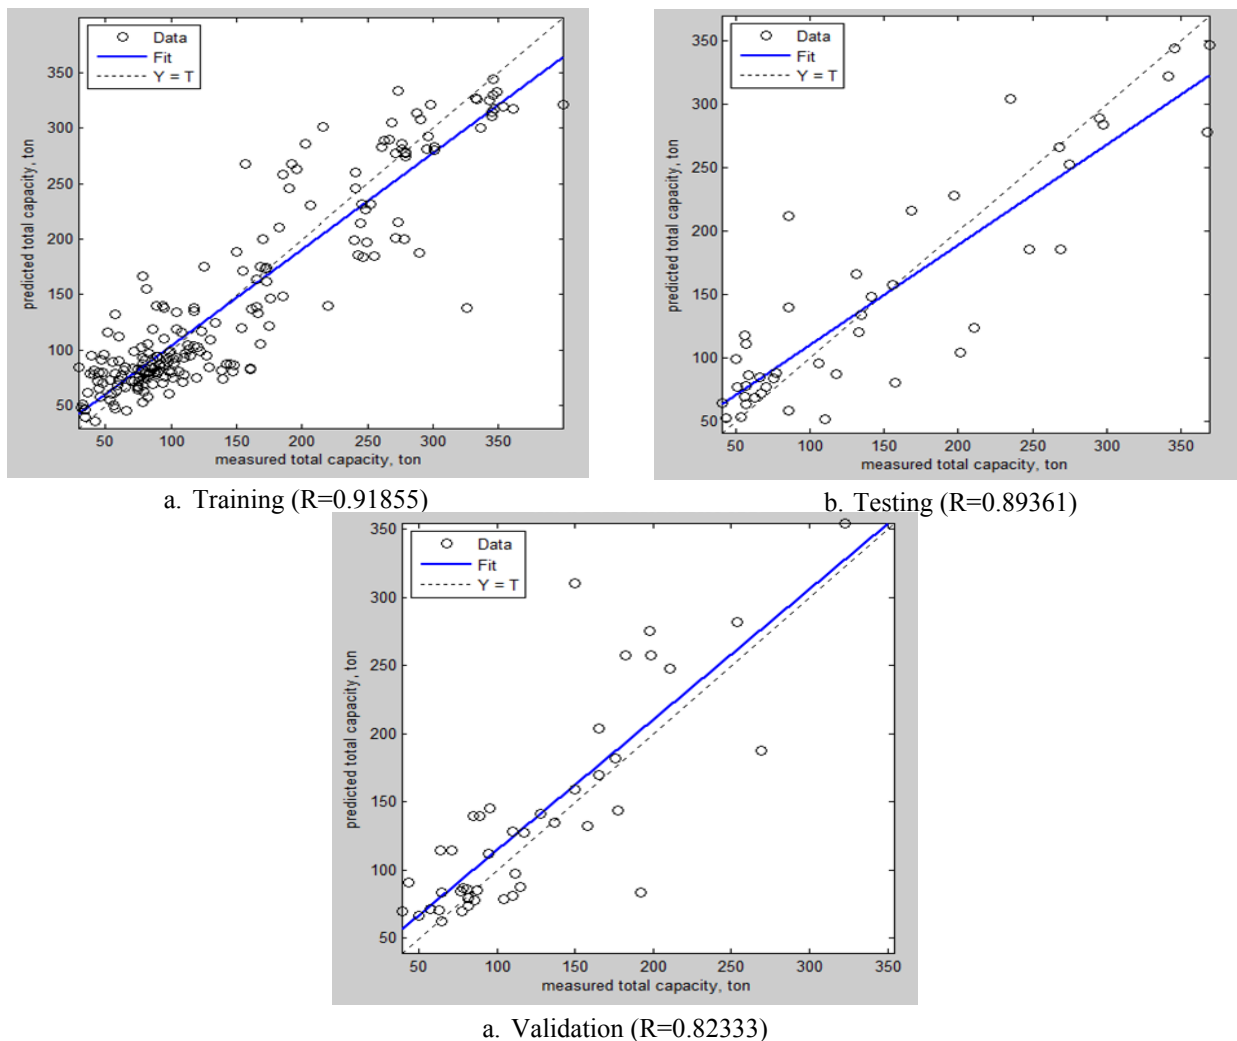 Data
Fit
Y = T
350
300
250
200
150
100
50
predicted total capacity, ton
50 100 150 200 250 300 350
measured total capacity, ton
a. Training (R=0.91855)
Data
Fit
Y = T
350
300
250
200
150
100
50
predicted total capacity, ton
50 100 150 200 250 300 350
measured total capacity, ton
b. Testing (R=0.89361)
Data
Fit
Y = T
350
300
250
200
150
100
50
predicted total capacity, ton
50 100 150 200 250 300 350
measured total capacity, ton
a. Validation (R=0.82333)